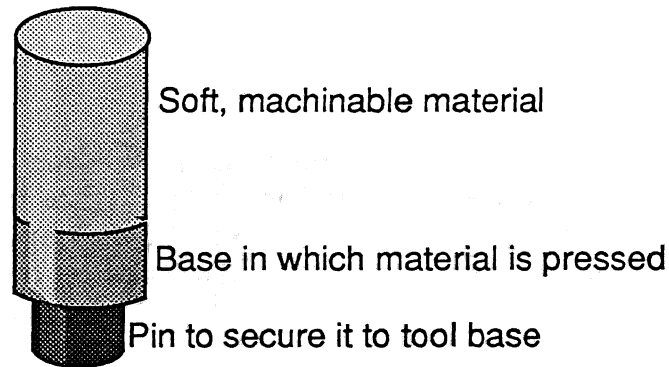 Soft, machinable material
Base in which material is pressed
Pin to secure it to tool base